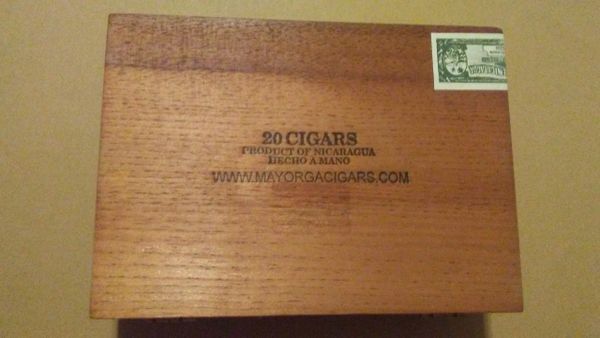 20 CIGARS
PRODUCT OF NICARAGUA
HECHO A MANO
WWW.MAYORGACIGARS.COM